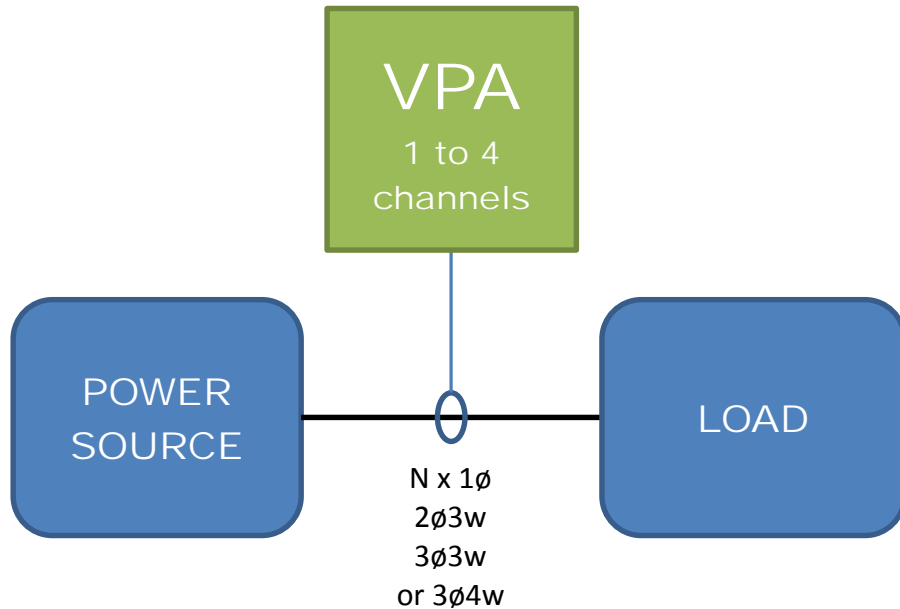 VPA
1 to 4
channels
POWER
SOURCE
LOAD
N x 1ø
2ø3w
3ø3w
or 3ø4w